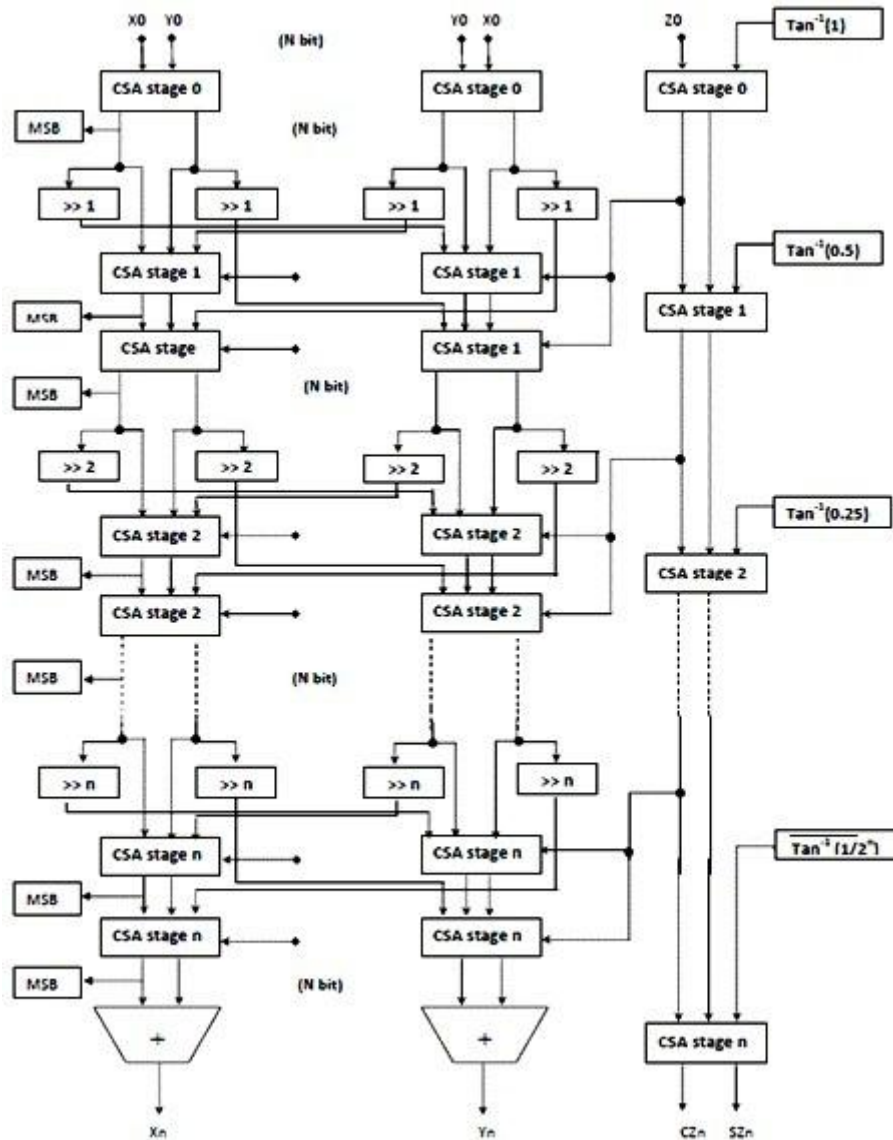 X0 Y0 (N bit) Y0 X0 Z0 Tan⁻¹(1)
CSA stage 0 CSA stage 0 CSA stage 0
MSB (N bit)
>> 1 >> 1 >> 1 >> 1
Tan⁻¹(0.5)
CSA stage 1 CSA stage 1
MSB CSA stage 1
CSA stage CSA stage 1
MSB (N bit)
>> 2 >> 2 >> 2 >> 2
Tan⁻¹(0.25)
CSA stage 2 CSA stage 2
MSB CSA stage 2
CSA stage 2 CSA stage 2
MSB (N bit)
>> n >> n >> n >> n
CSA stage n CSA stage n Tan⁻¹(1/2ⁿ)
MSB
CSA stage n CSA stage n
MSB (N bit)
+ + CSA stage n
Xn Yn CZn SZn